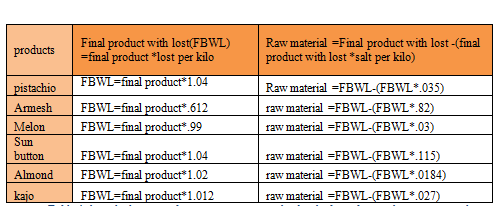 products
Final product with lost(FBWL)
=final product *lost per kilo
Raw material =Final product with lost -(final
product with lost *salt per kilo)
pistachio
FBWL=final product*1.04
Raw material =FBWL-(FBWL*.035)
Armesh
FBWL=final product*.612
raw material =FBWL-(FBWL*.82)
Melon
FBWL=final product*.99
raw material =FBWL-(FBWL*.03)
Sun
button
FBWL=final product*1.04
raw material =FBWL-(FBWL*.115)
Almond
FBWL=final product*1.02
raw material =FBWL-(FBWL*.0184)
kajo
FBWL=final product*1.012
raw material =FBWL-(FBWL*.027)